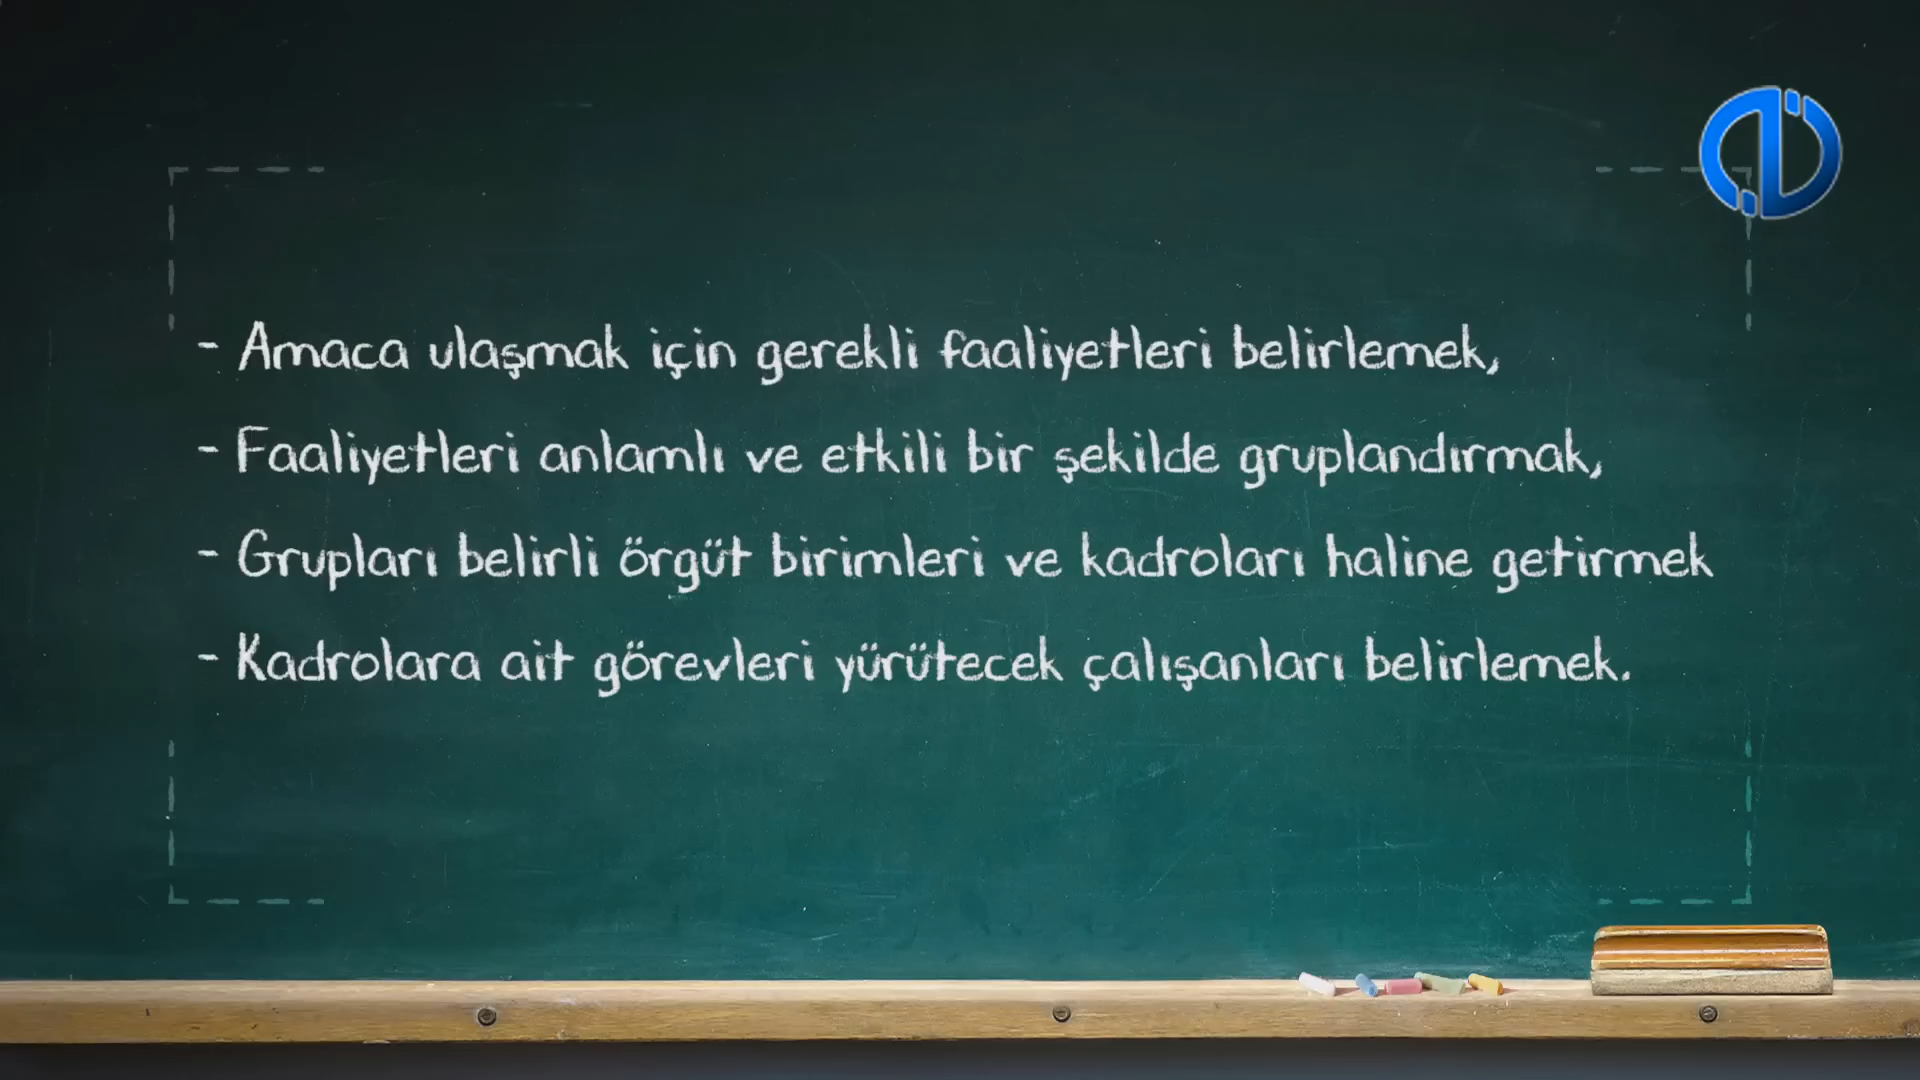 - Amaca ulaşmak için gerekli faaliyetleri belirlemek,
- Faaliyetleri anlamlı ve etkili bir şekilde gruplandırmak,
- Grupları belirli örgüt birimleri ve kadroları haline getirmek
- Kadrolara ait görevleri yürütecek çalışanları belirlemek.